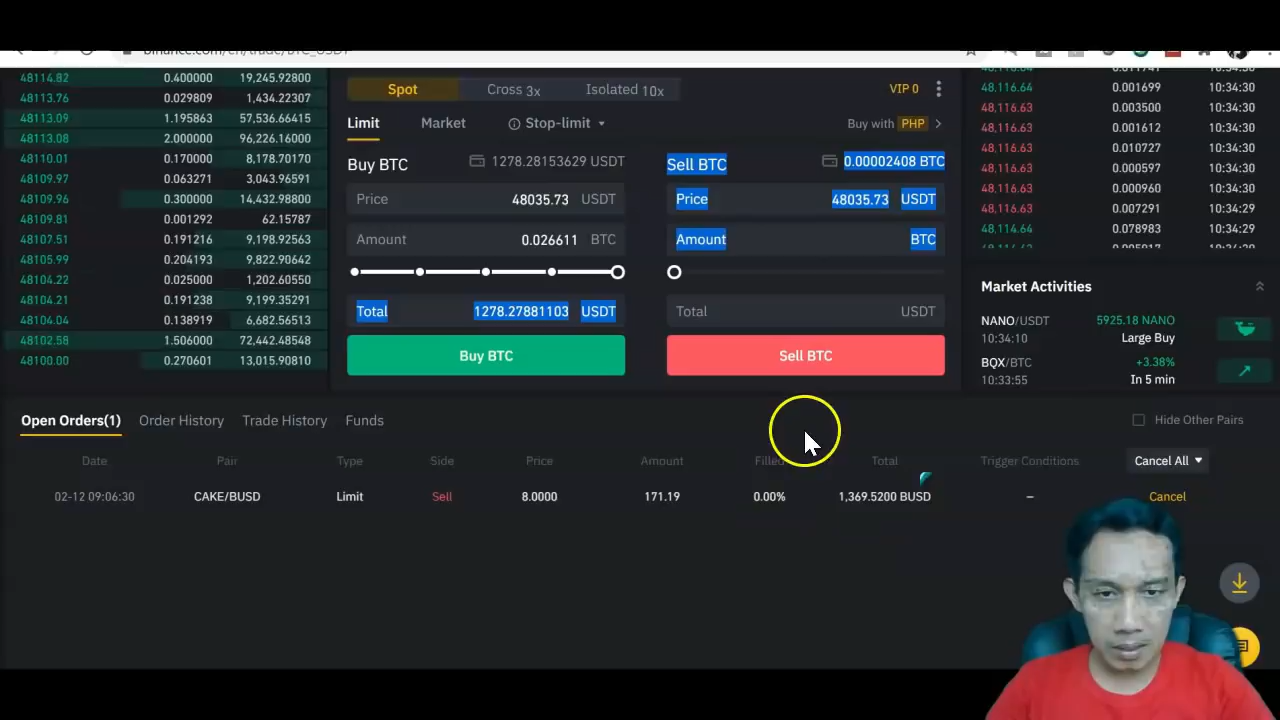 binance.com/en/trade/BTC_USDT
48114.82 0.400000 19,245.92800
48113.76 0.029809 1,434.22307
48113.09 1.195863 57,536.66415
48113.08 2.000000 96,226.16000
48110.01 0.170000 8,178.70170
48109.97 0.063271 3,043.96591
48109.96 0.300000 14,432.98800
48109.81 0.001292 62.15787
48107.51 0.191216 9,198.92563
48105.99 0.204193 9,822.90642
48104.22 0.025000 1,202.60550
48104.21 0.191238 9,199.35291
48104.04 0.138919 6,682.56513
48102.58 1.506000 72,442.48548
48100.00 0.270601 13,015.90810
Spot Cross 3x Isolated 10x VIP 0
Limit Market Stop-limit Buy with PHP
Buy BTC 1278.28153629 USDT
Price 48035.73 USDT
Amount 0.026611 BTC
Total 1278.27881103 USDT
Buy BTC
Sell BTC 0.00002408 BTC
Price 48035.73 USDT
Amount BTC
Total USDT
Sell BTC
48,116.64 0.001699 10:34:30
48,116.63 0.003500 10:34:30
48,116.63 0.001612 10:34:30
48,116.63 0.010727 10:34:30
48,116.63 0.000597 10:34:30
48,116.63 0.000960 10:34:30
48,116.63 0.007291 10:34:29
48,114.64 0.078983 10:34:29
Market Activities
NANO/USDT 5925.18 NANO
10:34:10 Large Buy
BQX/BTC +3.38%
10:33:55 In 5 min
Open Orders(1) Order History Trade History Funds Hide Other Pairs
Date Pair Type Side Price Amount Filled Total Trigger Conditions Cancel All
02-12 09:06:30 CAKE/BUSD Limit Sell 8.0000 171.19 0.00% 1,369.5200 BUSD – Cancel